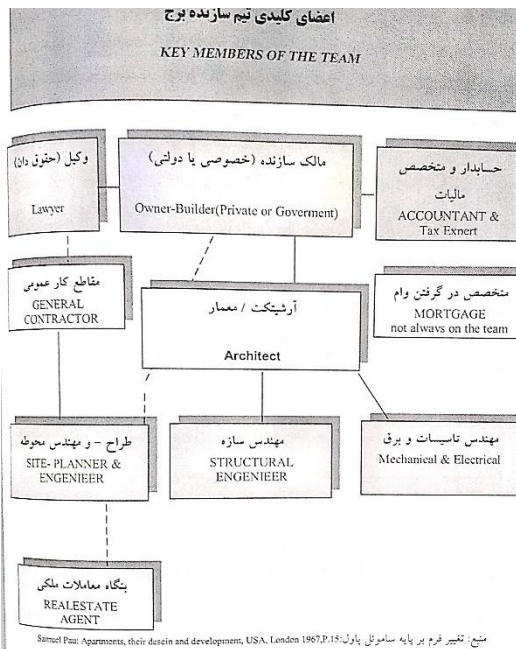 اعضای کلیدی تیم سازنده برج
KEY MEMBERS OF THE TEAM
وکیل (حقوق دان)
Lawyer
مالک سازنده (خصوصی یا دولتی)
Owner-Builder(Private or Goverment)
حسابدار و متخصص
مالیات
ACCOUNTANT &
Tax Exnert
مقاطع کار عمومی
GENERAL
CONTRACTOR
آرشیتکت / معمار
Architect
متخصص در گرفتن وام
MORTGAGE
not always on the team
طراح - و مهندس محوطه
SITE- PLANNER &
ENGENIEER
مهندس سازه
STRUCTURAL
ENGENIEER
مهندس تاسیسات و برق
Mechanical & Electrical
بنگاه معاملات ملکی
REALESTATE
AGENT
منبع: تغییر فرم بر پایه ساموئل پاول: Samuel Pau: Apartments, their desein and development, USA, London 1967,P.15